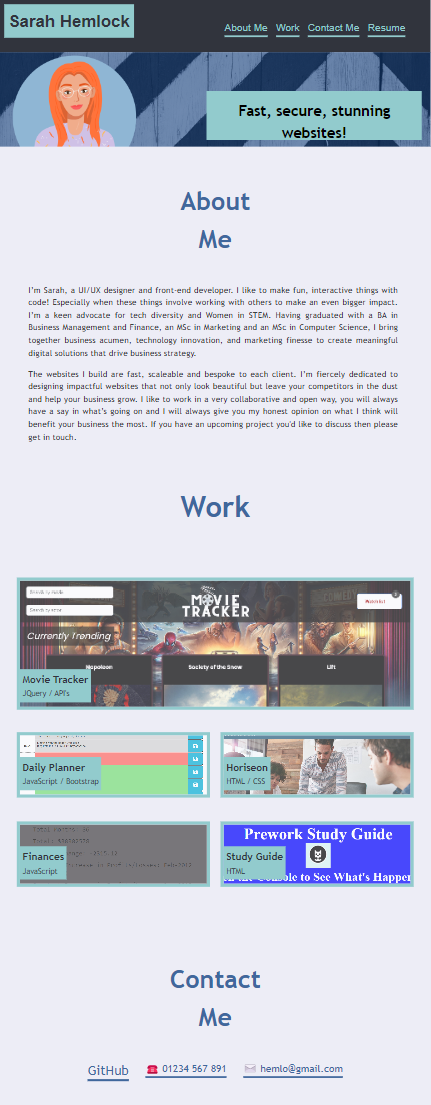 Sarah Hemlock
About Me Work Contact Me Resume
Fast, secure, stunning
websites!
About
Me
I'm Sarah, a UI/UX designer and front-end developer. I like to make fun, interactive things with
code! Especially when these things involve working with others to make an even bigger impact.
I'm a keen advocate for tech diversity and Women in STEM. Having graduated with a BA in
Business Management and Finance, an MSc in Marketing and an MSc in Computer Science, I bring
together business acumen, technology innovation, and marketing finesse to create meaningful
digital solutions that drive business strategy.
The websites I build are fast, scaleable and bespoke to each client. I'm fiercely dedicated to
designing impactful websites that not only look beautiful but leave your competitors in the dust
and help your business grow. I like to work in a very collaborative and open way, you will always
have a say in what's going on and I will always give you my honest opinion on what I think will
benefit your business the most. If you have an upcoming project you'd like to discuss then please
get in touch.
Work
MOVIE
TRACKER
Currently Trending
Napoleon Society of the Snow Lift
Movie Tracker
JQuery / API's
Daily Planner
JavaScript / Bootstrap
Horiseon
HTML / CSS
Finances
JavaScript
Prework Study Guide
Study Guide
HTML
the Console to See What's Happen
Contact
Me
GitHub 01234 567 891 hemlo@gmail.com